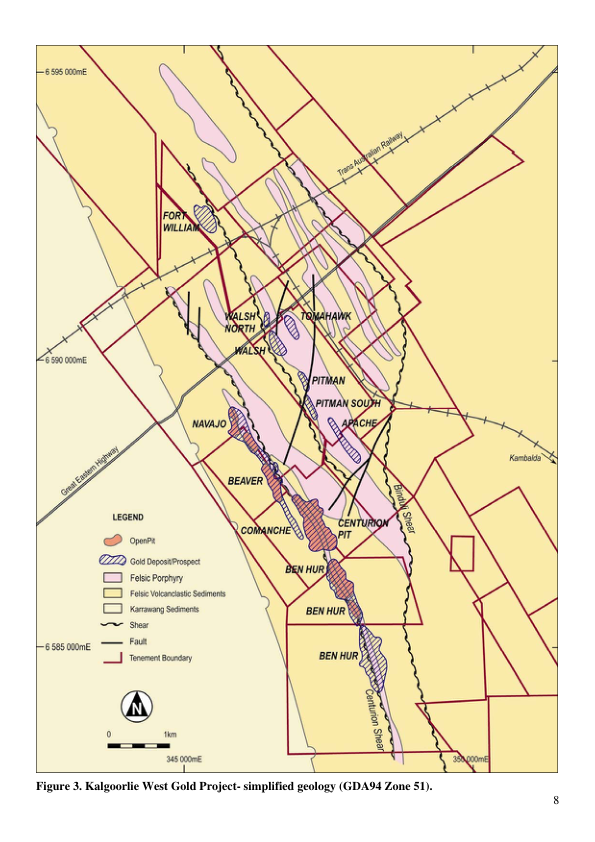 6 595 000mE
Trans Australian Railway
FORT
WILLIAM
WALSH
NORTH
TOMAHAWK
WALSH
6 590 000mE
PITMAN
PITMAN SOUTH
NAVAJO
APACHE
Kambalda
Great Eastern Highway
BEAVER
Binduli Shear
COMANCHE
CENTURION
PIT
BEN HUR
BEN HUR
BEN HUR
Centurion Shear
LEGEND
OpenPit
Gold Deposit/Prospect
Felsic Porphyry
Felsic Volcanclastic Sediments
Karrawang Sediments
Shear
Fault
Tenement Boundary
6 585 000mE
N
0 1km
345 000mE
350 000mE
Figure 3. Kalgoorlie West Gold Project- simplified geology (GDA94 Zone 51).
8